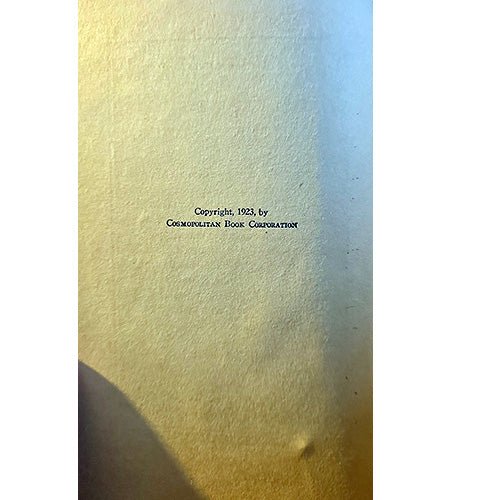 Copyright, 1923, by
Cosmopolitan Book Corporation